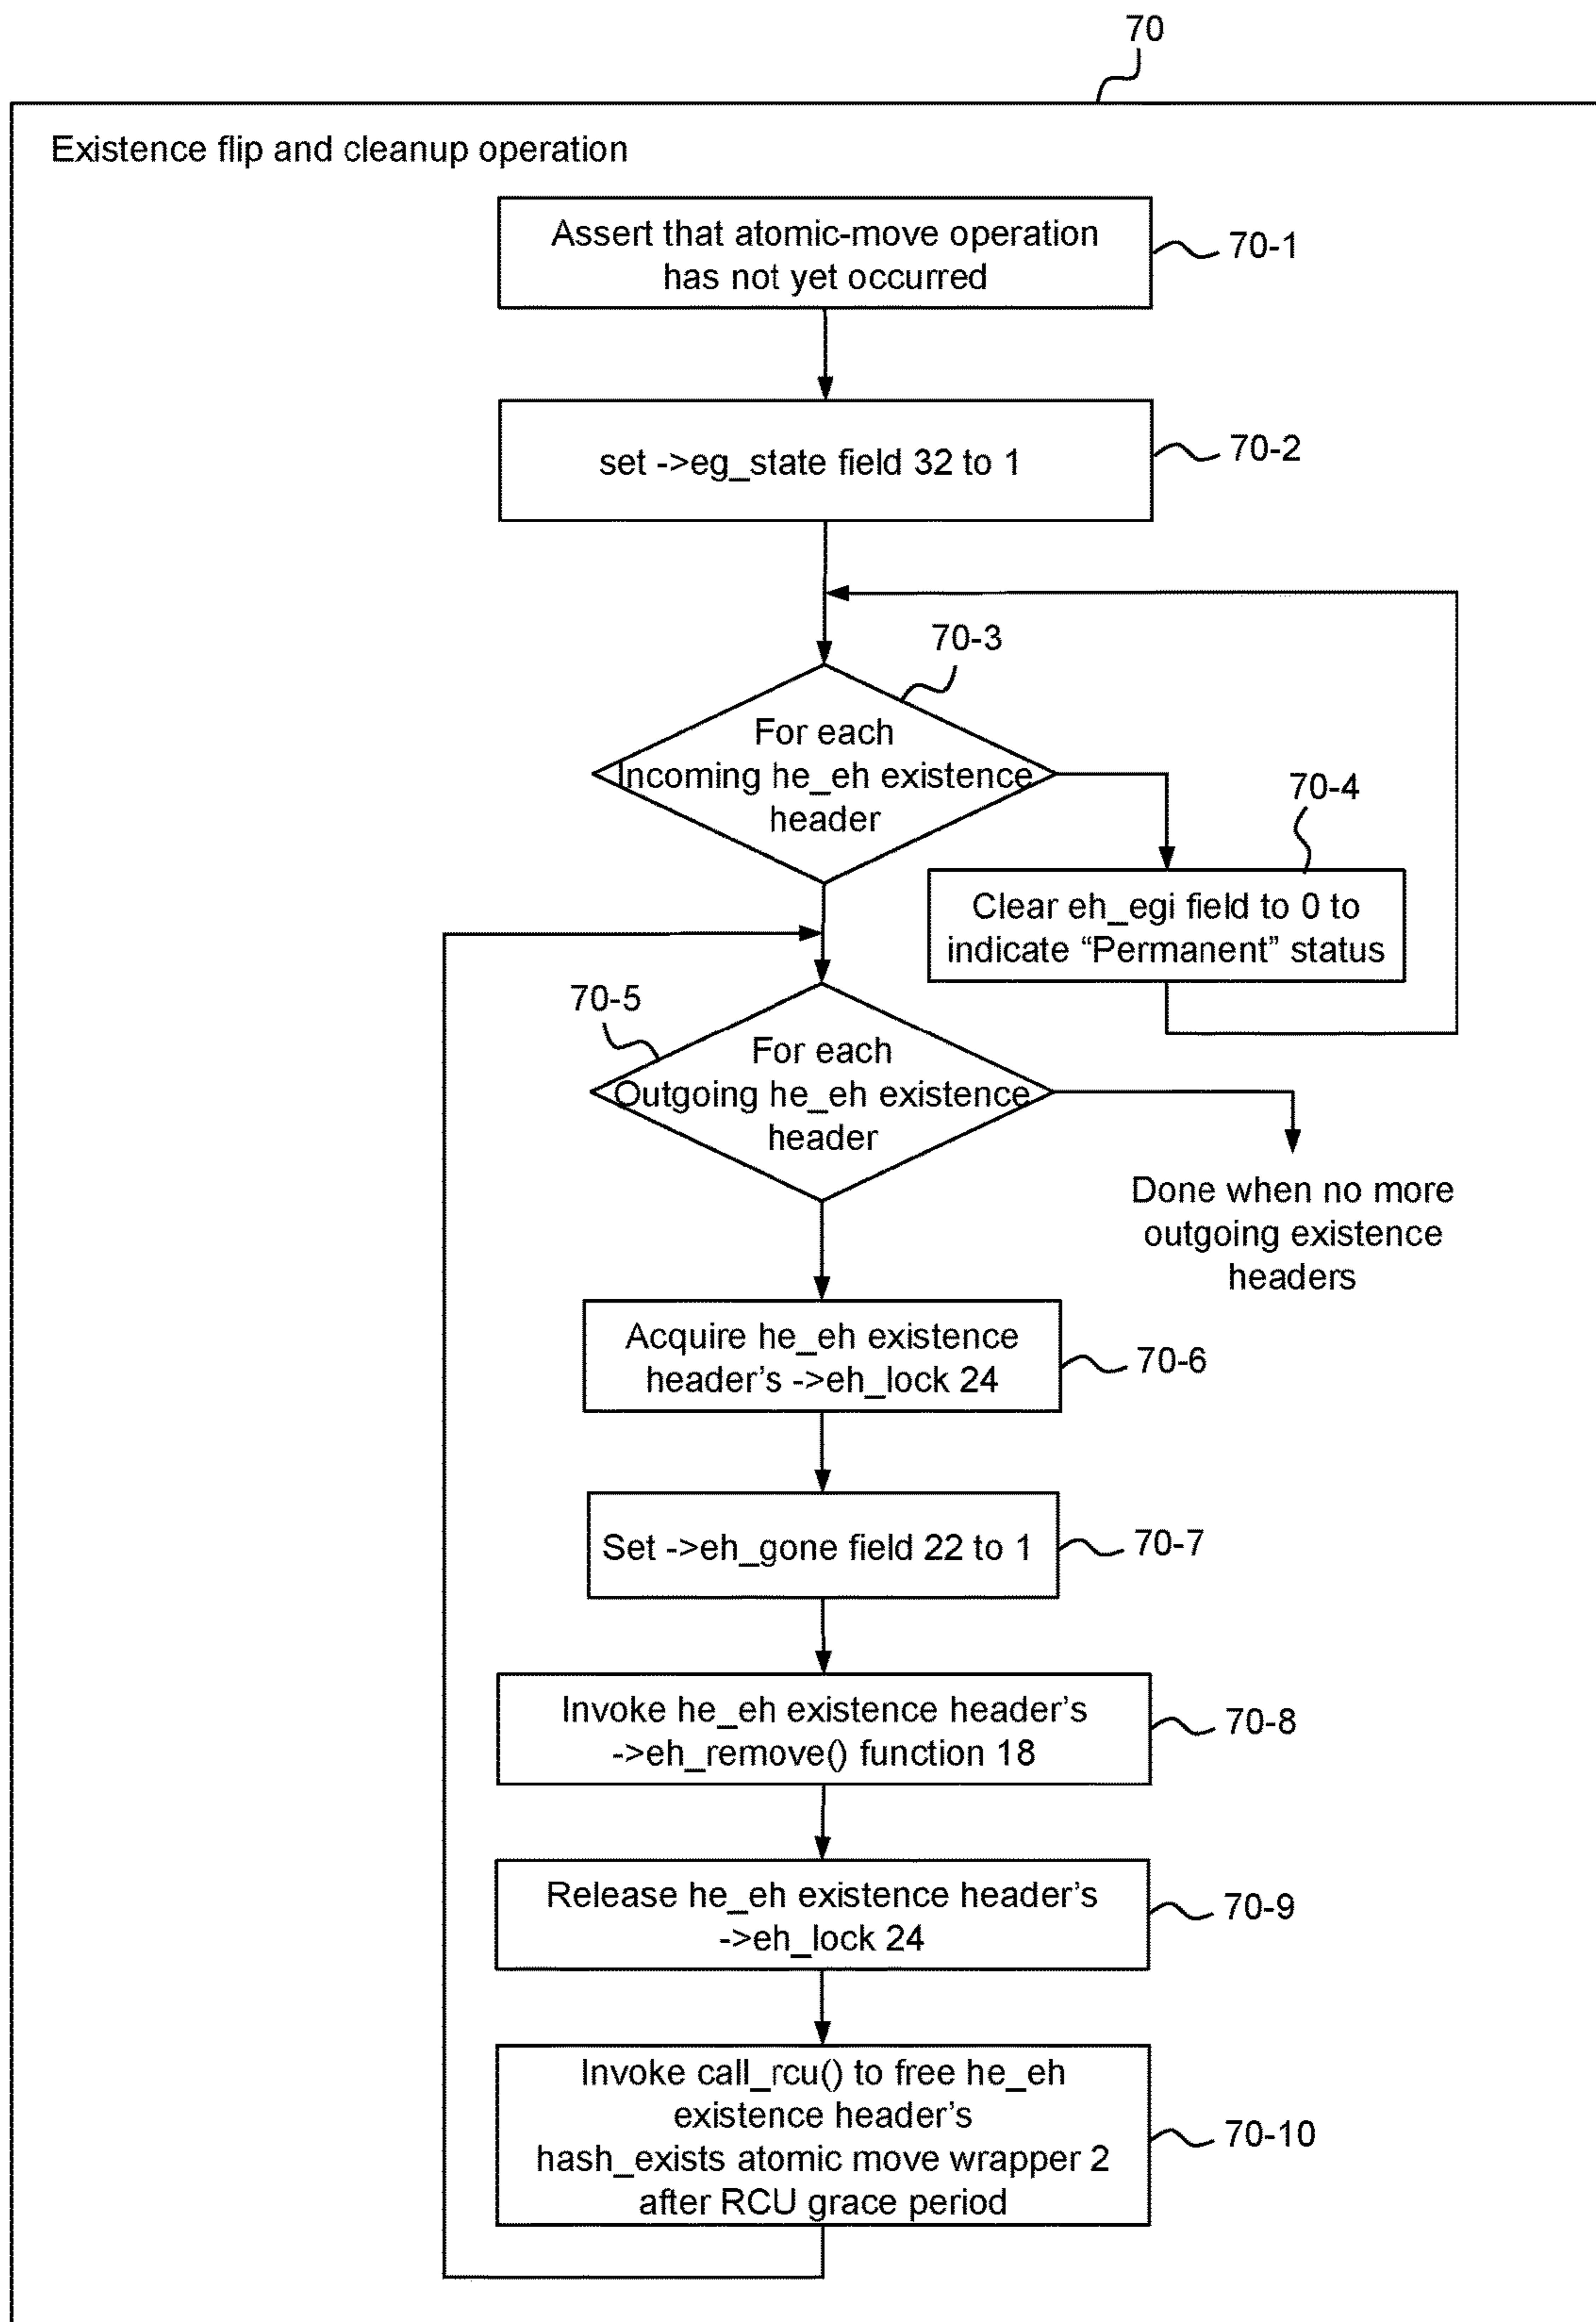 70
Existence flip and cleanup operation
Assert that atomic-move operation
has not yet occurred
70-1
set ->eg_state field 32 to 1
70-2
70-3
For each
Incoming he_eh existence
header
70-4
Clear eh_egi field to 0 to
indicate “Permanent” status
70-5
For each
Outgoing he_eh existence
header
Done when no more
outgoing existence
headers
Acquire he_eh existence
header’s ->eh_lock 24
70-6
Set ->eh_gone field 22 to 1
70-7
Invoke he_eh existence header’s
->eh_remove() function 18
70-8
Release he_eh existence header’s
->eh_lock 24
70-9
Invoke call_rcu() to free he_eh
existence header’s
hash_exists atomic move wrapper 2
after RCU grace period
70-10